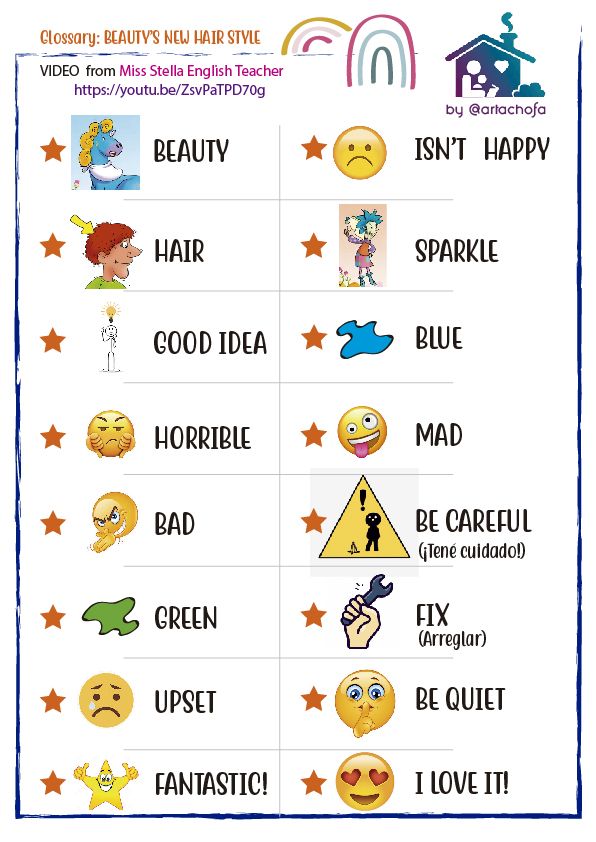 Glossary: BEAUTY'S NEW HAIR STYLE
VIDEO from Miss Stella English Teacher
https://youtu.be/ZsvPaTPD70g
by @artachofa
BEAUTY
ISN'T HAPPY
HAIR
SPARKLE
GOOD IDEA
BLUE
HORRIBLE
MAD
BAD
BE CAREFUL
(¡Tené cuidado!)
GREEN
FIX
(Arreglar)
UPSET
BE QUIET
FANTASTIC!
I LOVE IT!